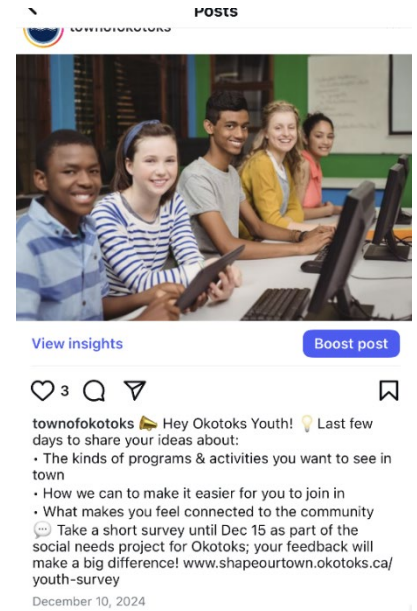 Posts
townofokotoks
View insights
Boost post
3
townofokotoks 📣 Hey Okotoks Youth! 💡 Last few
days to share your ideas about:
• The kinds of programs & activities you want to see in
town
• How we can to make it easier for you to join in
• What makes you feel connected to the community
💬 Take a short survey until Dec 15 as part of the
social needs project for Okotoks; your feedback will
make a big difference! www.shapeourtown.okotoks.ca/
youth-survey
December 10, 2024